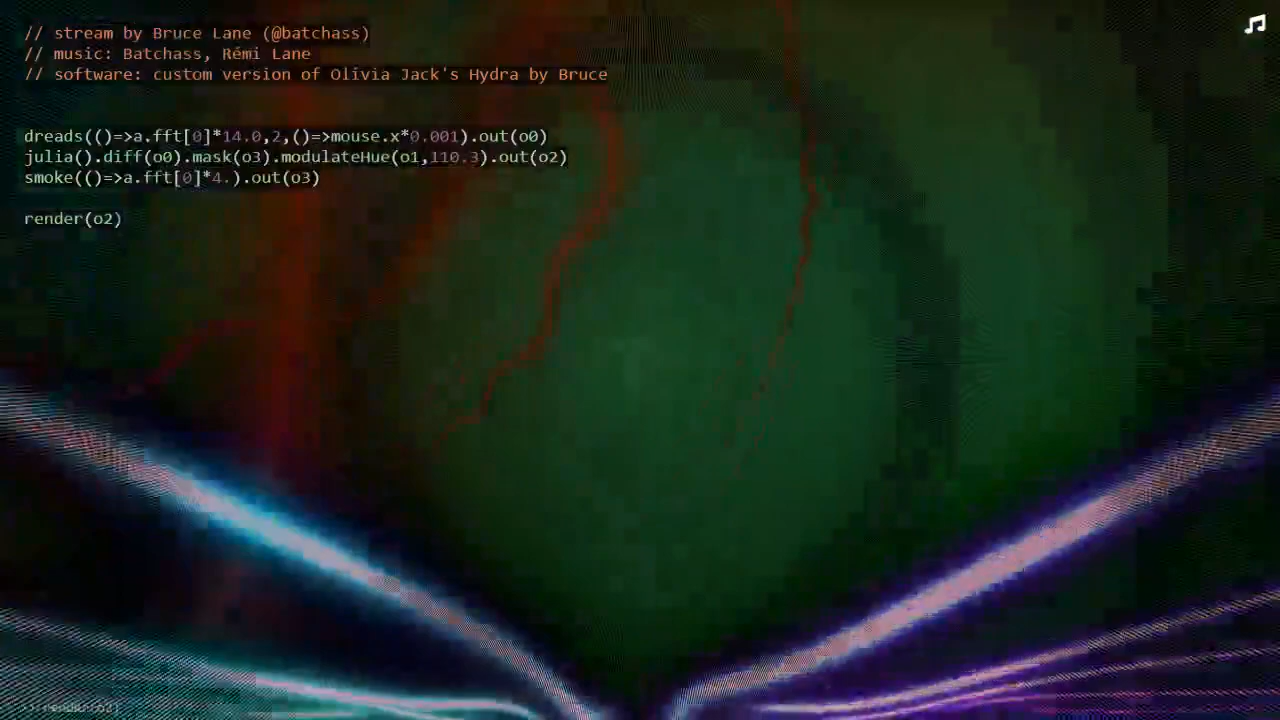 // stream by Bruce Lane (@batchass)
// music: Batchass, Rémi Lane
// software: custom version of Olivia Jack's Hydra by Bruce
dreads(()=>a.fft[0]*14.0,2,()=>mouse.x*0.001).out(o0)
julia().diff(o0).mask(o3).modulateHue(o1,110.3).out(o2)
smoke(()=>a.fft[0]*4.).out(o3)
render(o2)
>> render(o2)